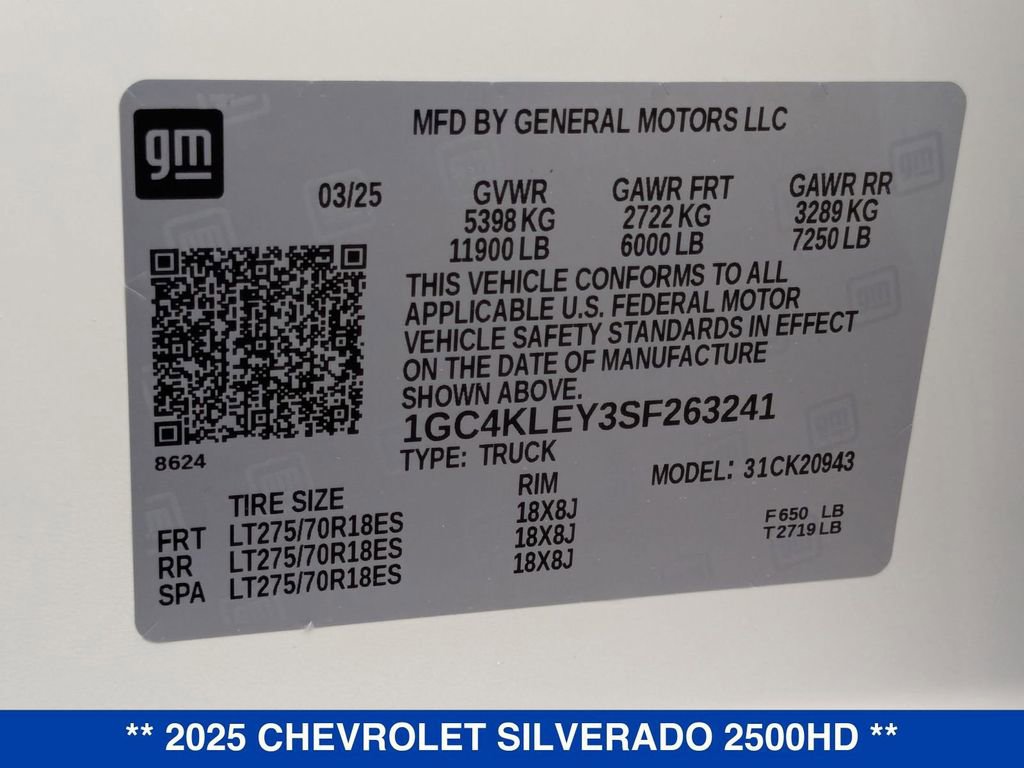 gm
MFD BY GENERAL MOTORS LLC
03/25 GVWR GAWR FRT GAWR RR
5398 KG 2722 KG 3289 KG
11900 LB 6000 LB 7250 LB
THIS VEHICLE CONFORMS TO ALL
APPLICABLE U.S. FEDERAL MOTOR
VEHICLE SAFETY STANDARDS IN EFFECT
ON THE DATE OF MANUFACTURE
SHOWN ABOVE.
1GC4KLEY3SF263241
8624
TYPE: TRUCK MODEL: 31CK20943
TIRE SIZE RIM
FRT LT275/70R18ES 18X8J
RR LT275/70R18ES 18X8J
SPA LT275/70R18ES 18X8J
F 650 LB
T 2719 LB
** 2025 CHEVROLET SILVERADO 2500HD **